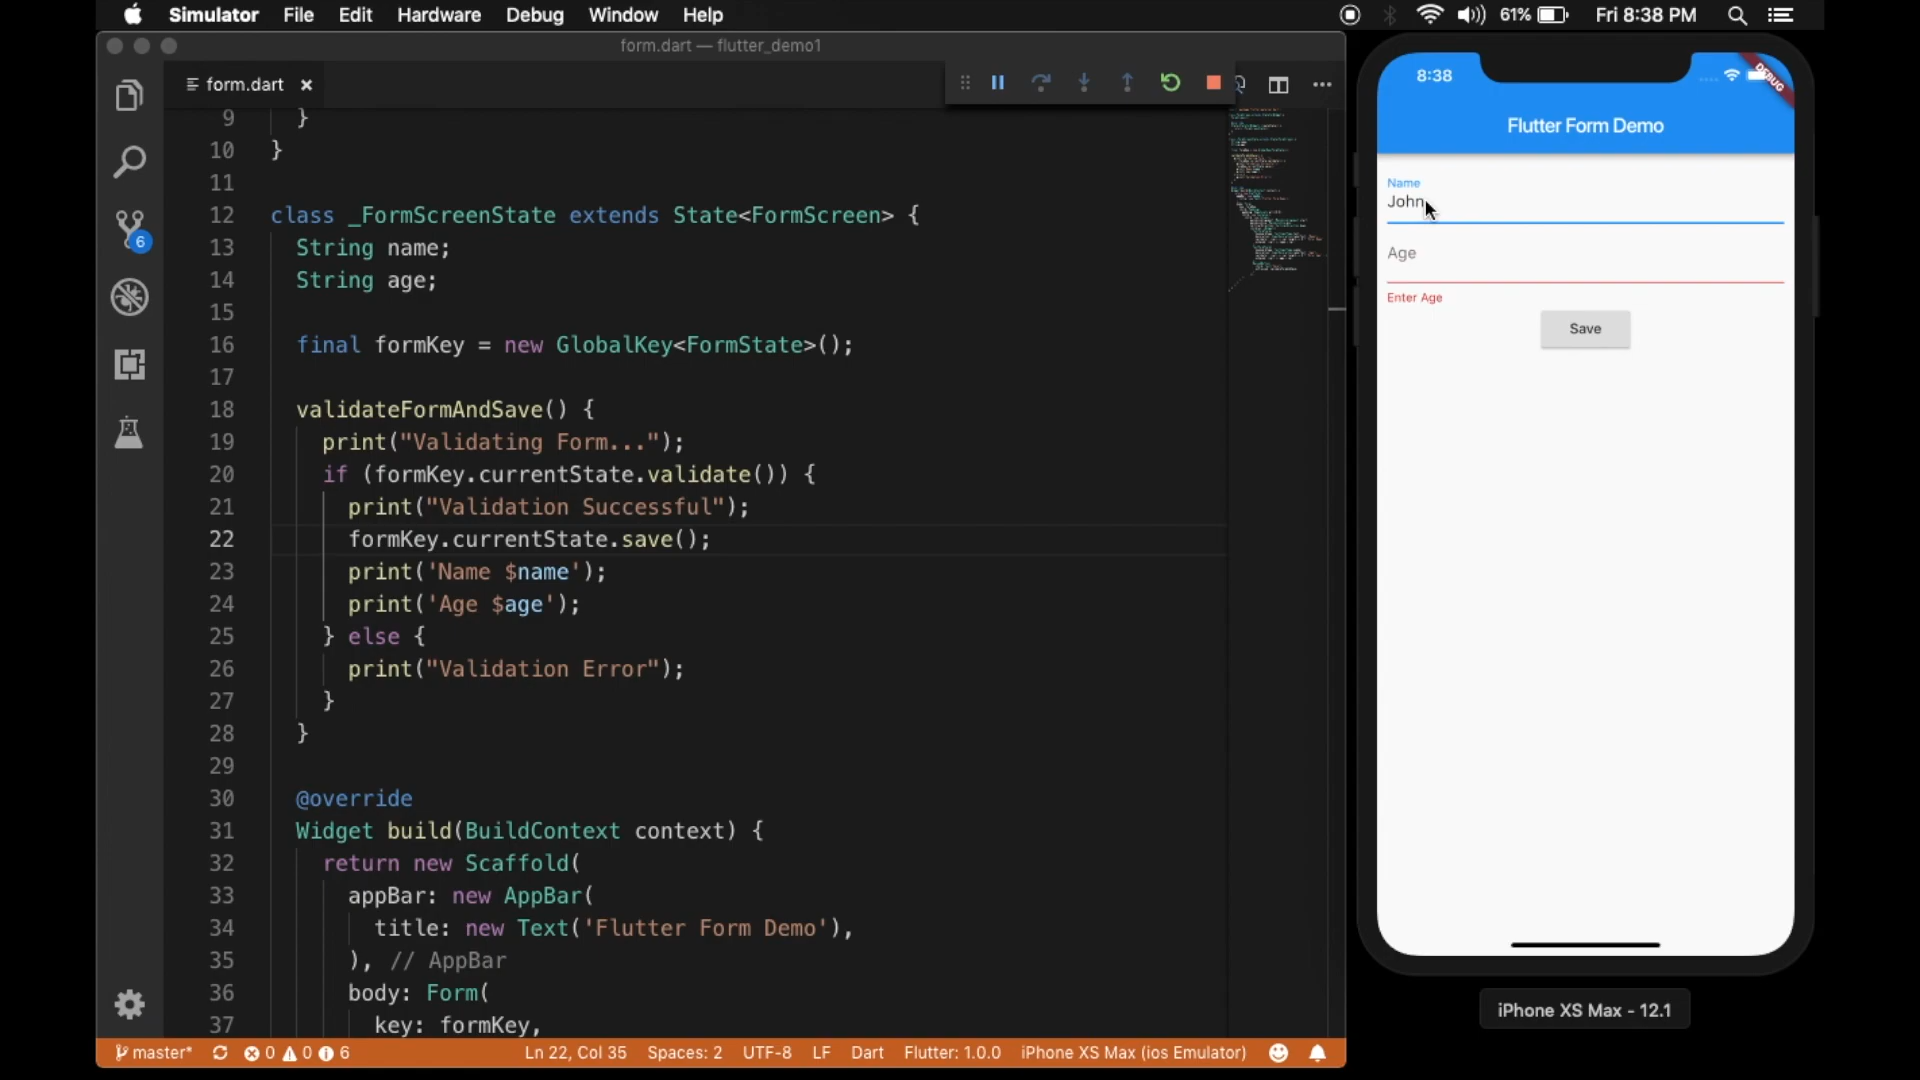 Simulator File Edit Hardware Debug Window Help 61% Fri 8:38 PM
form.dart — flutter_demo1
form.dart
9 }
10 }
11
12 class _FormScreenState extends State<FormScreen> {
13 String name;
14 String age;
15
16 final formKey = new GlobalKey<FormState>();
17
18 validateFormAndSave() {
19 print("Validating Form...");
20 if (formKey.currentState.validate()) {
21 print("Validation Successful");
22 formKey.currentState.save();
23 print('Name $name');
24 print('Age $age');
25 } else {
26 print("Validation Error");
27 }
28 }
29
30 @override
31 Widget build(BuildContext context) {
32 return new Scaffold(
33 appBar: new AppBar(
34 title: new Text('Flutter Form Demo'),
35 ), // AppBar
36 body: Form(
37 key: formKey,
6
master* 0 0 6 Ln 22, Col 35 Spaces: 2 UTF-8 LF Dart Flutter: 1.0.0 iPhone XS Max (ios Emulator)
8:38
DEBUG
Flutter Form Demo
Name
John
Age
Enter Age
Save
iPhone XS Max - 12.1